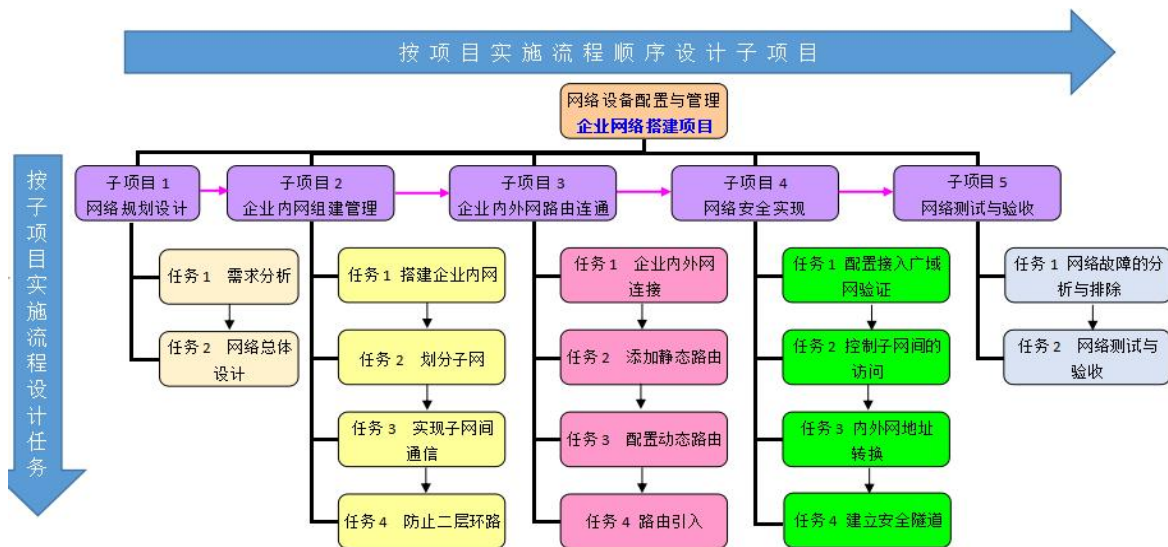 按项目实施流程顺序设计子项目
网络设备配置与管理
企业网络搭建项目
按子项目实施流程设计任务
子项目 1
网络规划设计
子项目 2
企业内网组建管理
子项目 3
企业内外网路由连通
子项目 4
网络安全实现
子项目 5
网络测试与验收
任务 1 需求分析
任务 2 网络总体
设计
任务 1 搭建企业内网
任务 2 划分子网
任务 3 实现子网间
通信
任务 4 防止二层环路
任务 1 企业内外网
连接
任务 2 添加静态路由
任务 3 配置动态路由
任务 4 路由引入
任务 1 配置接入广域
网验证
任务 2 控制子网间的
访问
任务 3 内外网地址
转换
任务 4 建立安全隧道
任务 1 网络故障的分
析与排除
任务 2 网络测试与
验收